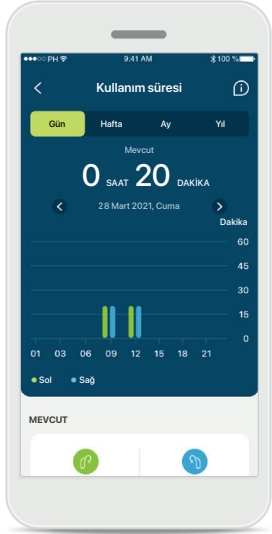 PH 9:41 AM 100 %
Kullanım süresi
Gün Hafta Ay Yıl
Mevcut
0 SAAT 20 DAKİKA
28 Mart 2021, Cuma
Dakika
60
45
30
15
0
01 03 06 09 12 15 18 21
Sol Sağ
MEVCUT